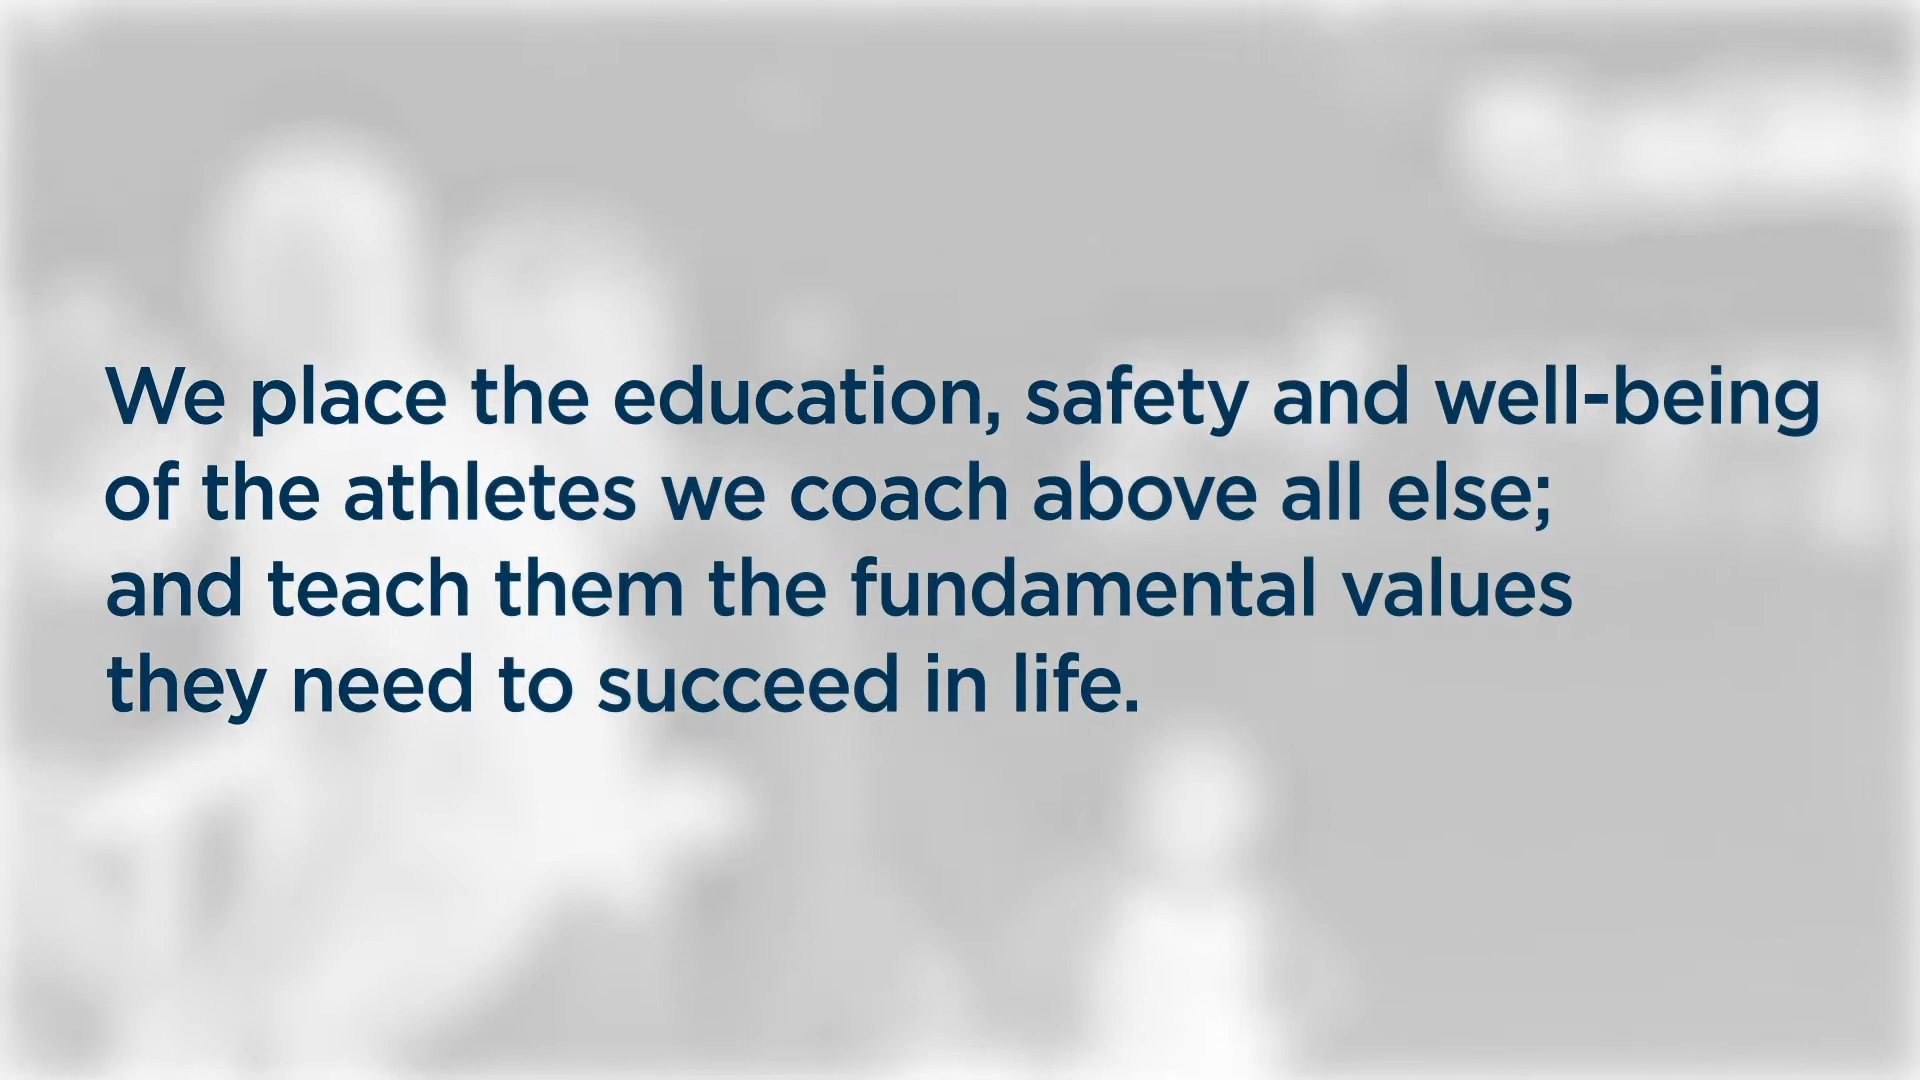 We place the education, safety and well-being
of the athletes we coach above all else;
and teach them the fundamental values
they need to succeed in life.